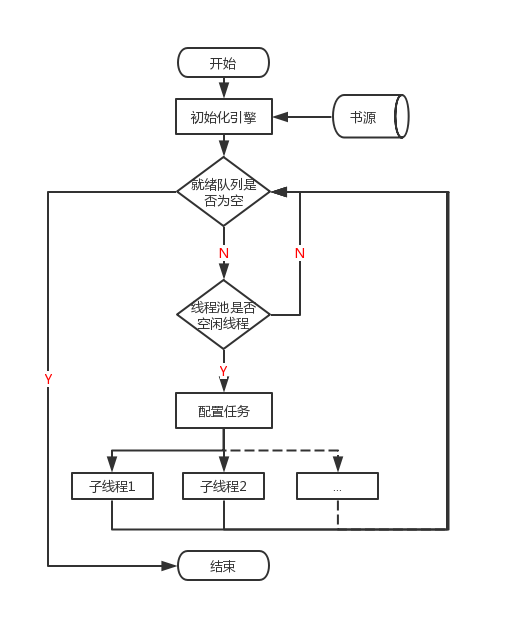 开始
初始化引擎
书源
就绪队列是
否为空
N
N
线程池是否
空闲线程
Y
Y
配置任务
子线程1
子线程2
...
结束